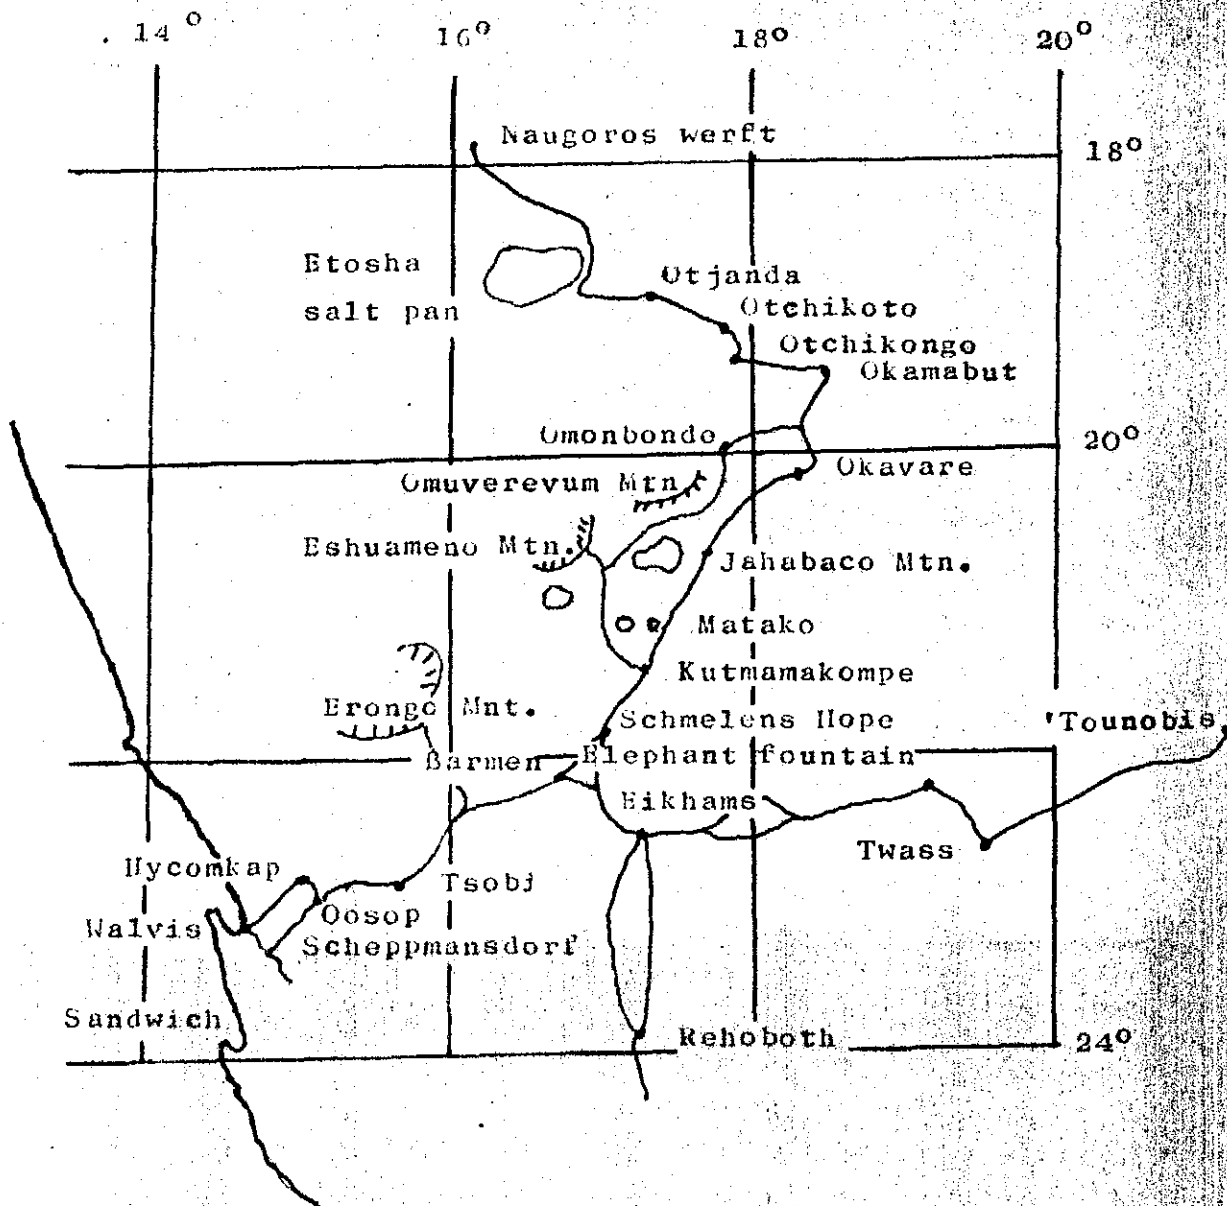 14°
16°
18°
20°
Naugoros werft
18°
Etosha
salt pan
Otjanda
Otchikoto
Otchikongo
Okamabut
Omonbondo
20°
Okavare
Omuverevum Mtn.
Eshuameno Mtn.
Jahabaco Mtn.
Matako
Kutmamakompe
Erongo Mnt.
Schmelens Hope
'Tounobis
Barmen
Elephant fountain
Eikhams
Twass
Hycomkap
Tsobi
Oosop
Walvis
Scheppmansdorf
Sandwich
Rehoboth
24°